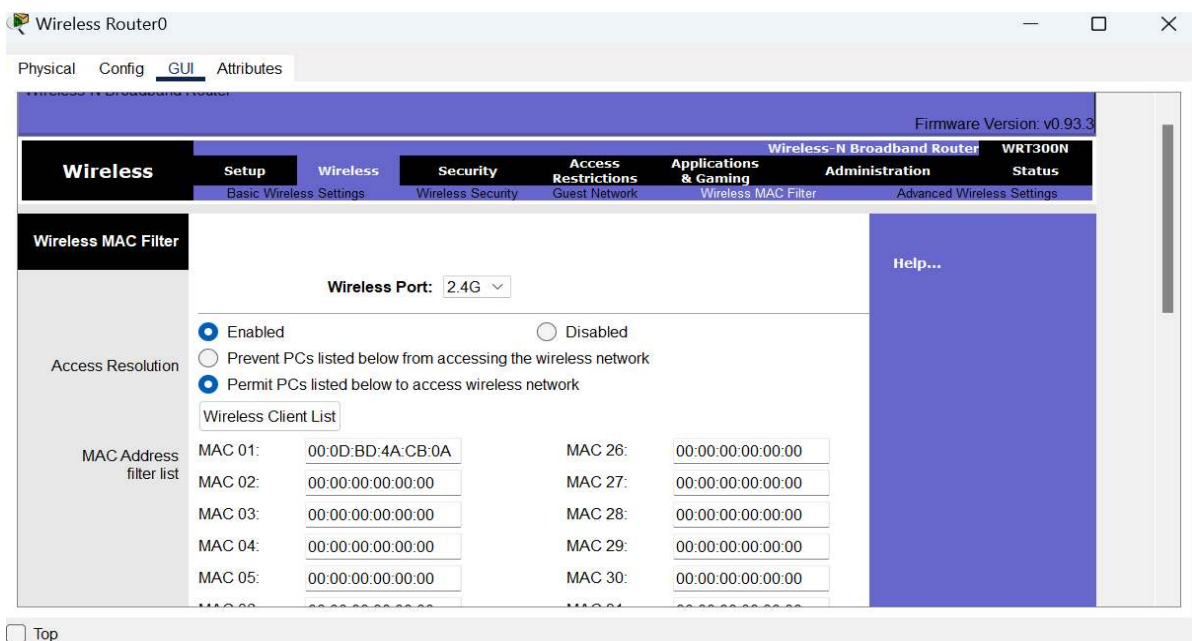 Wireless Router0
Physical Config GUI Attributes
Wireless-N Broadband Router
Firmware Version: v0.93.3
Wireless-N Broadband Router WRT300N
Wireless Setup Wireless Security Access Restrictions Applications & Gaming Administration Status
Basic Wireless Settings Wireless Security Guest Network Wireless MAC Filter Advanced Wireless Settings
Wireless MAC Filter
Help...
Wireless Port: 2.4G
Enabled Disabled
Access Resolution
Prevent PCs listed below from accessing the wireless network
Permit PCs listed below to access wireless network
Wireless Client List
MAC Address filter list
MAC 01: 00:0D:BD:4A:CB:0A MAC 26: 00:00:00:00:00:00
MAC 02: 00:00:00:00:00:00 MAC 27: 00:00:00:00:00:00
MAC 03: 00:00:00:00:00:00 MAC 28: 00:00:00:00:00:00
MAC 04: 00:00:00:00:00:00 MAC 29: 00:00:00:00:00:00
MAC 05: 00:00:00:00:00:00 MAC 30: 00:00:00:00:00:00
Top